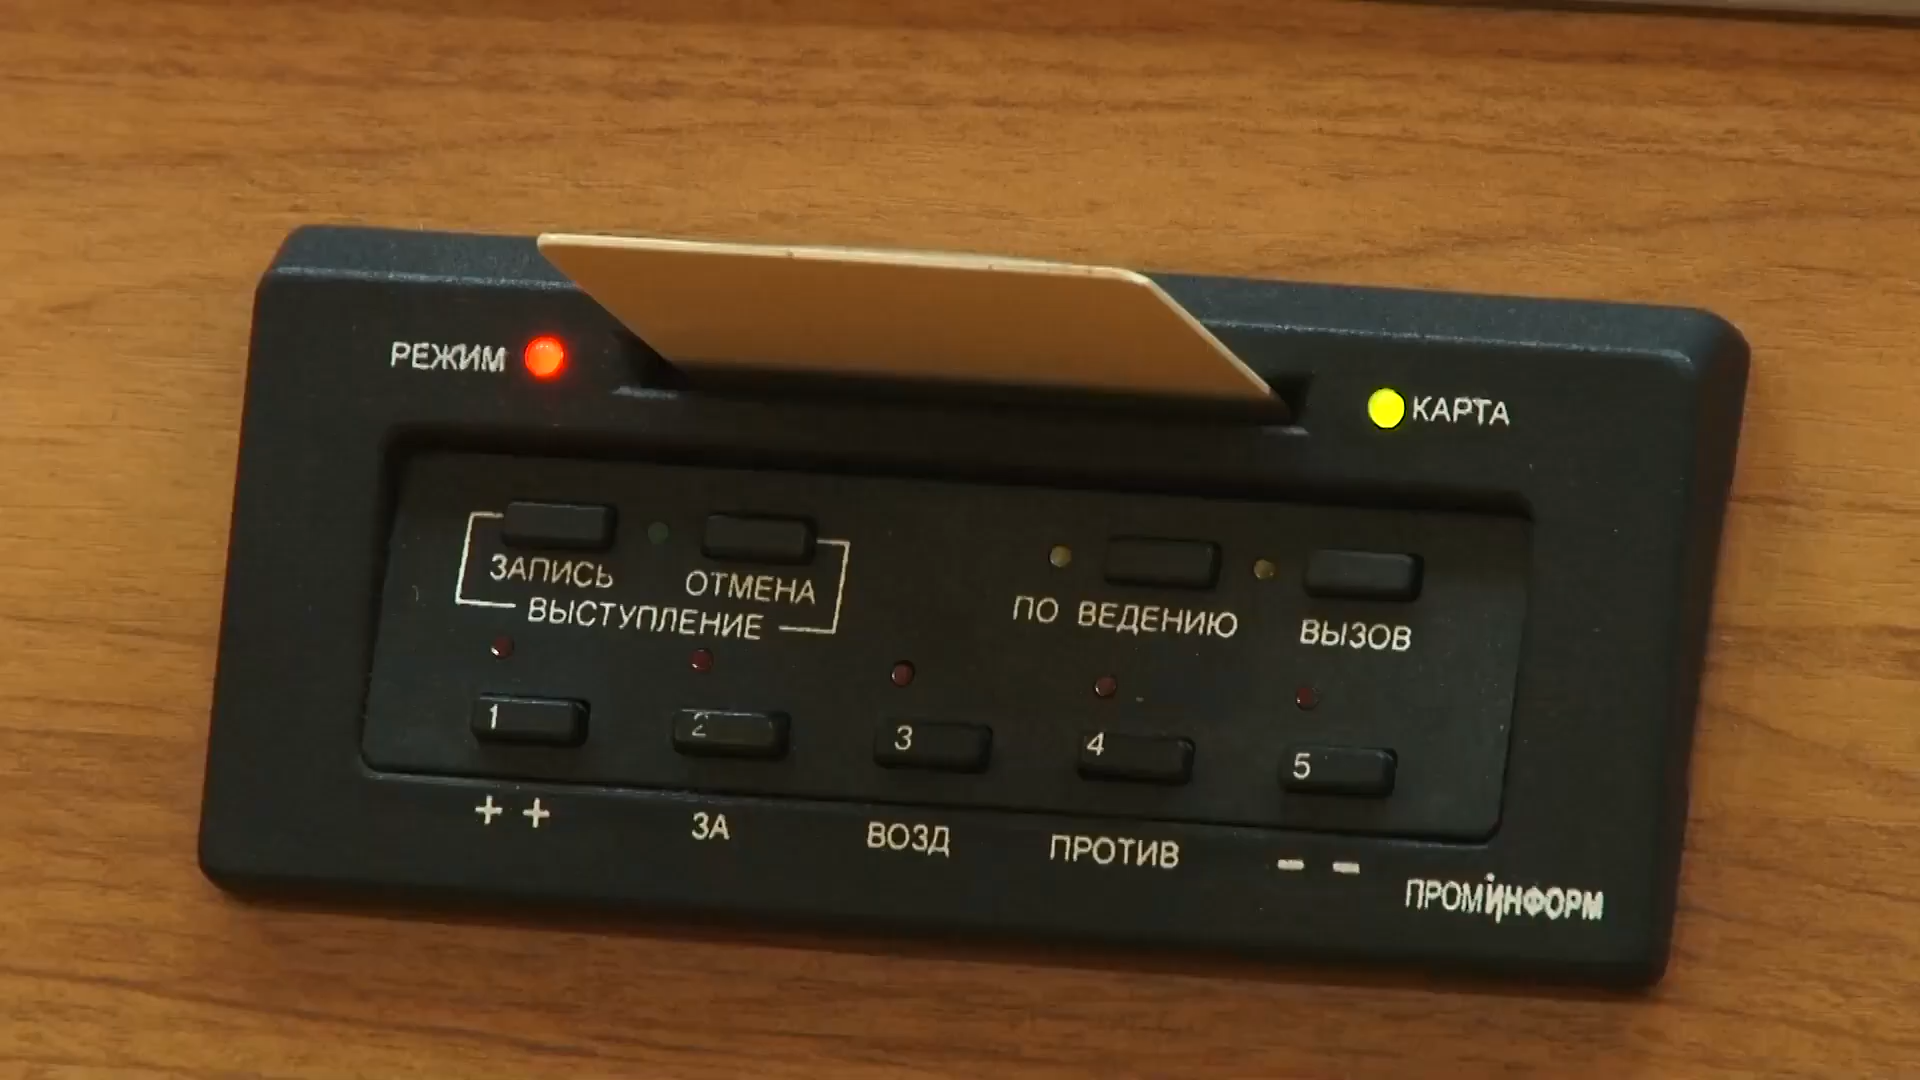 РЕЖИМ
КАРТА
ЗАПИСЬ
ОТМЕНА
ВЫСТУПЛЕНИЕ
ПО ВЕДЕНИЮ
ВЫЗОВ
1
2
3
4
5
+ +
ЗА
ВОЗД
ПРОТИВ
– –
ПРОМИНФОРМ